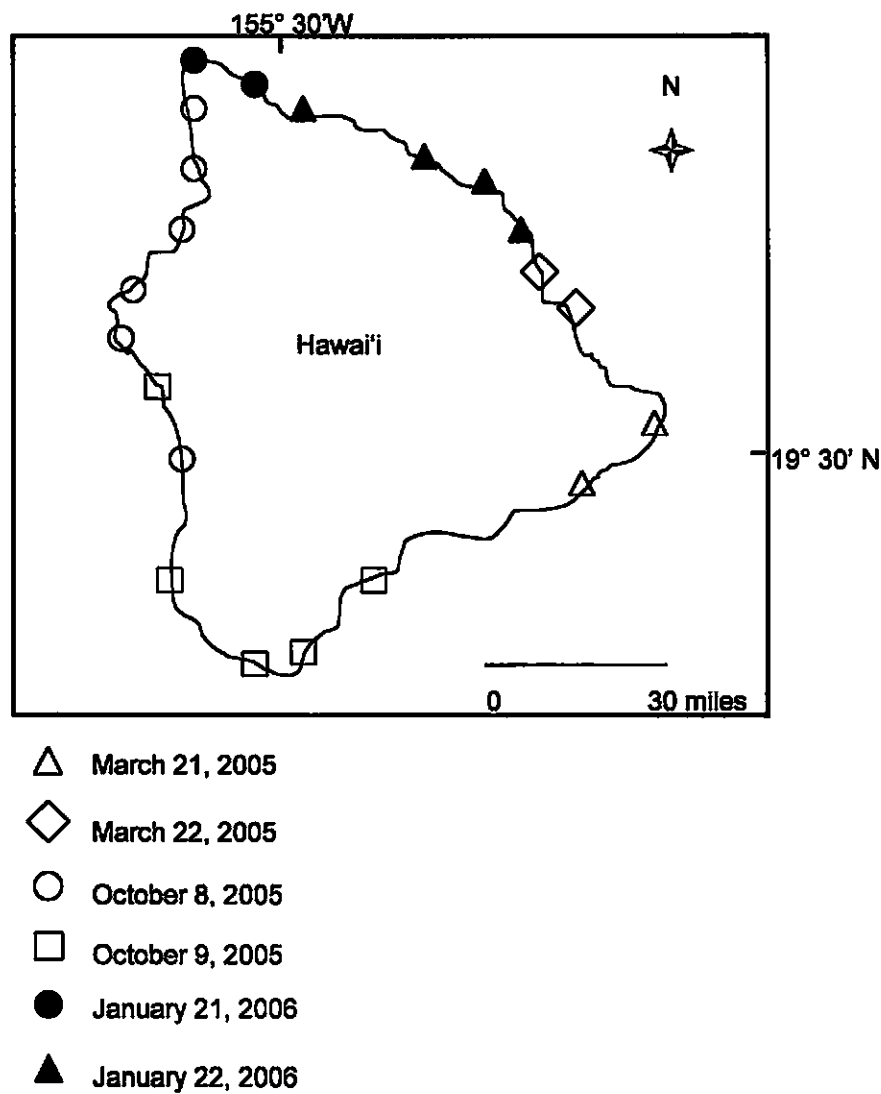 155° 30'W
N
Hawai'i
19° 30' N
0 30 miles
March 21, 2005
March 22, 2005
October 8, 2005
October 9, 2005
January 21, 2006
January 22, 2006